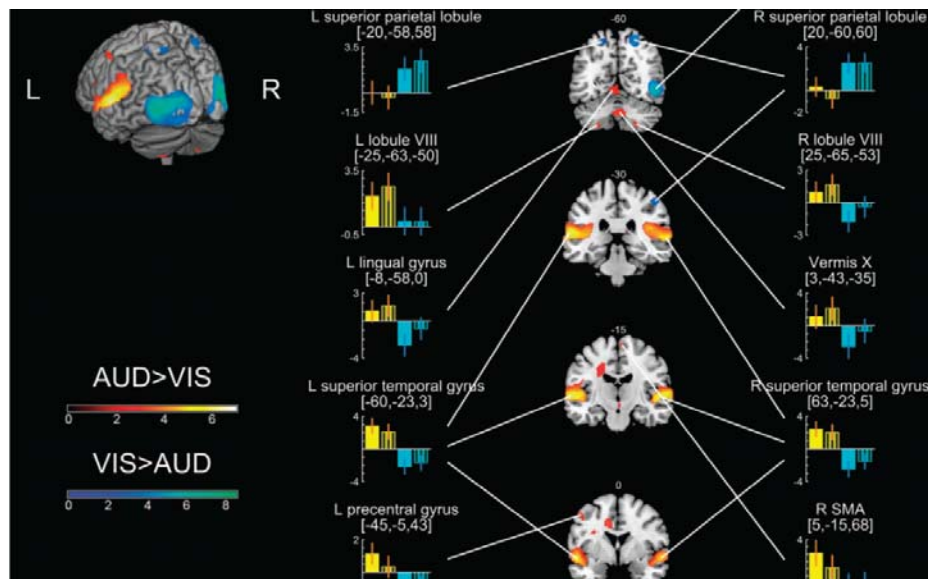 L superior parietal lobule
[-20,-58,58]
3.5
-1.5
-60
R superior parietal lobule
[20,-60,60]
4
-2
L
R
L lobule VIII
[-25,-63,-50]
3.5
-0.5
R lobule VIII
[25,-65,-53]
3
-3
-30
L lingual gyrus
[-8,-58,0]
3
-4
Vermis X
[3,-43,-35]
3
-4
-15
AUD>VIS
0 2 4 6
L superior temporal gyrus
[-60,-23,3]
4
-4
R superior temporal gyrus
[63,-23,5]
4
-4
VIS>AUD
0 2 4 6 8
L precentral gyrus
[-45,-5,43]
2
0
R SMA
[5,-15,68]
4